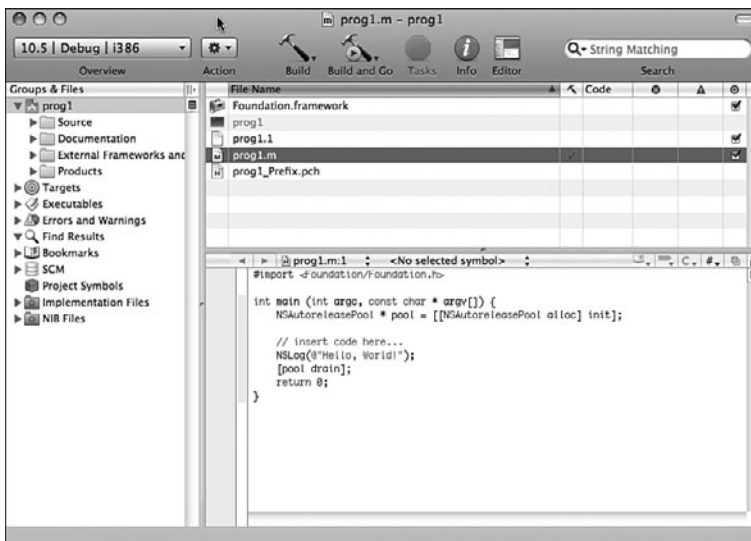 prog1.m – prog1
10.5 | Debug | i386
String Matching
Overview
Action
Build
Build and Go
Tasks
Info
Editor
Search
Groups & Files
prog1
Source
Documentation
External Frameworks and
Products
Targets
Executables
Errors and Warnings
Find Results
Bookmarks
SCM
Project Symbols
Implementation Files
NIB Files
File Name
Code
Foundation.framework
prog1
prog1.1
prog1.m
prog1_Prefix.pch
prog1.m:1
<No selected symbol>
C
#
#import <Foundation/Foundation.h>
int main (int argc, const char * argv[]) {
NSAutoreleasePool * pool = [[NSAutoreleasePool alloc] init];
// insert code here...
NSLog(@"Hello, World!");
[pool drain];
return 0;
}